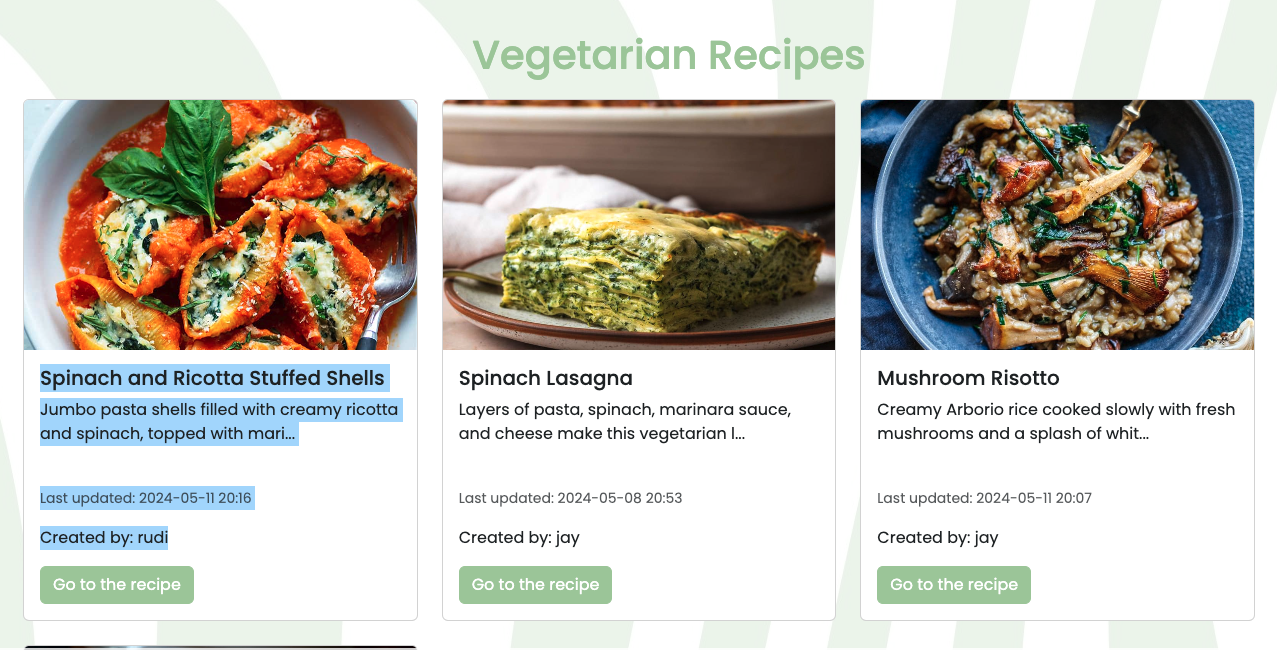 Vegetarian Recipes
Spinach and Ricotta Stuffed Shells
Jumbo pasta shells filled with creamy ricotta
and spinach, topped with mari...
Last updated: 2024-05-11 20:16
Created by: rudi
Go to the recipe
Spinach Lasagna
Layers of pasta, spinach, marinara sauce,
and cheese make this vegetarian l...
Last updated: 2024-05-08 20:53
Created by: jay
Go to the recipe
Mushroom Risotto
Creamy Arborio rice cooked slowly with fresh
mushrooms and a splash of whit...
Last updated: 2024-05-11 20:07
Created by: jay
Go to the recipe